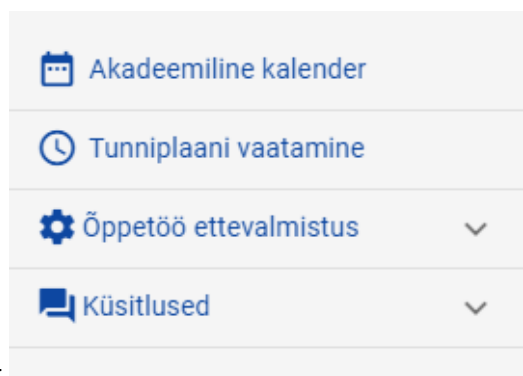 Akadeemiline kalender
Tunniplaani vaatamine
Õppetöö ettevalmistus
Küsitlused